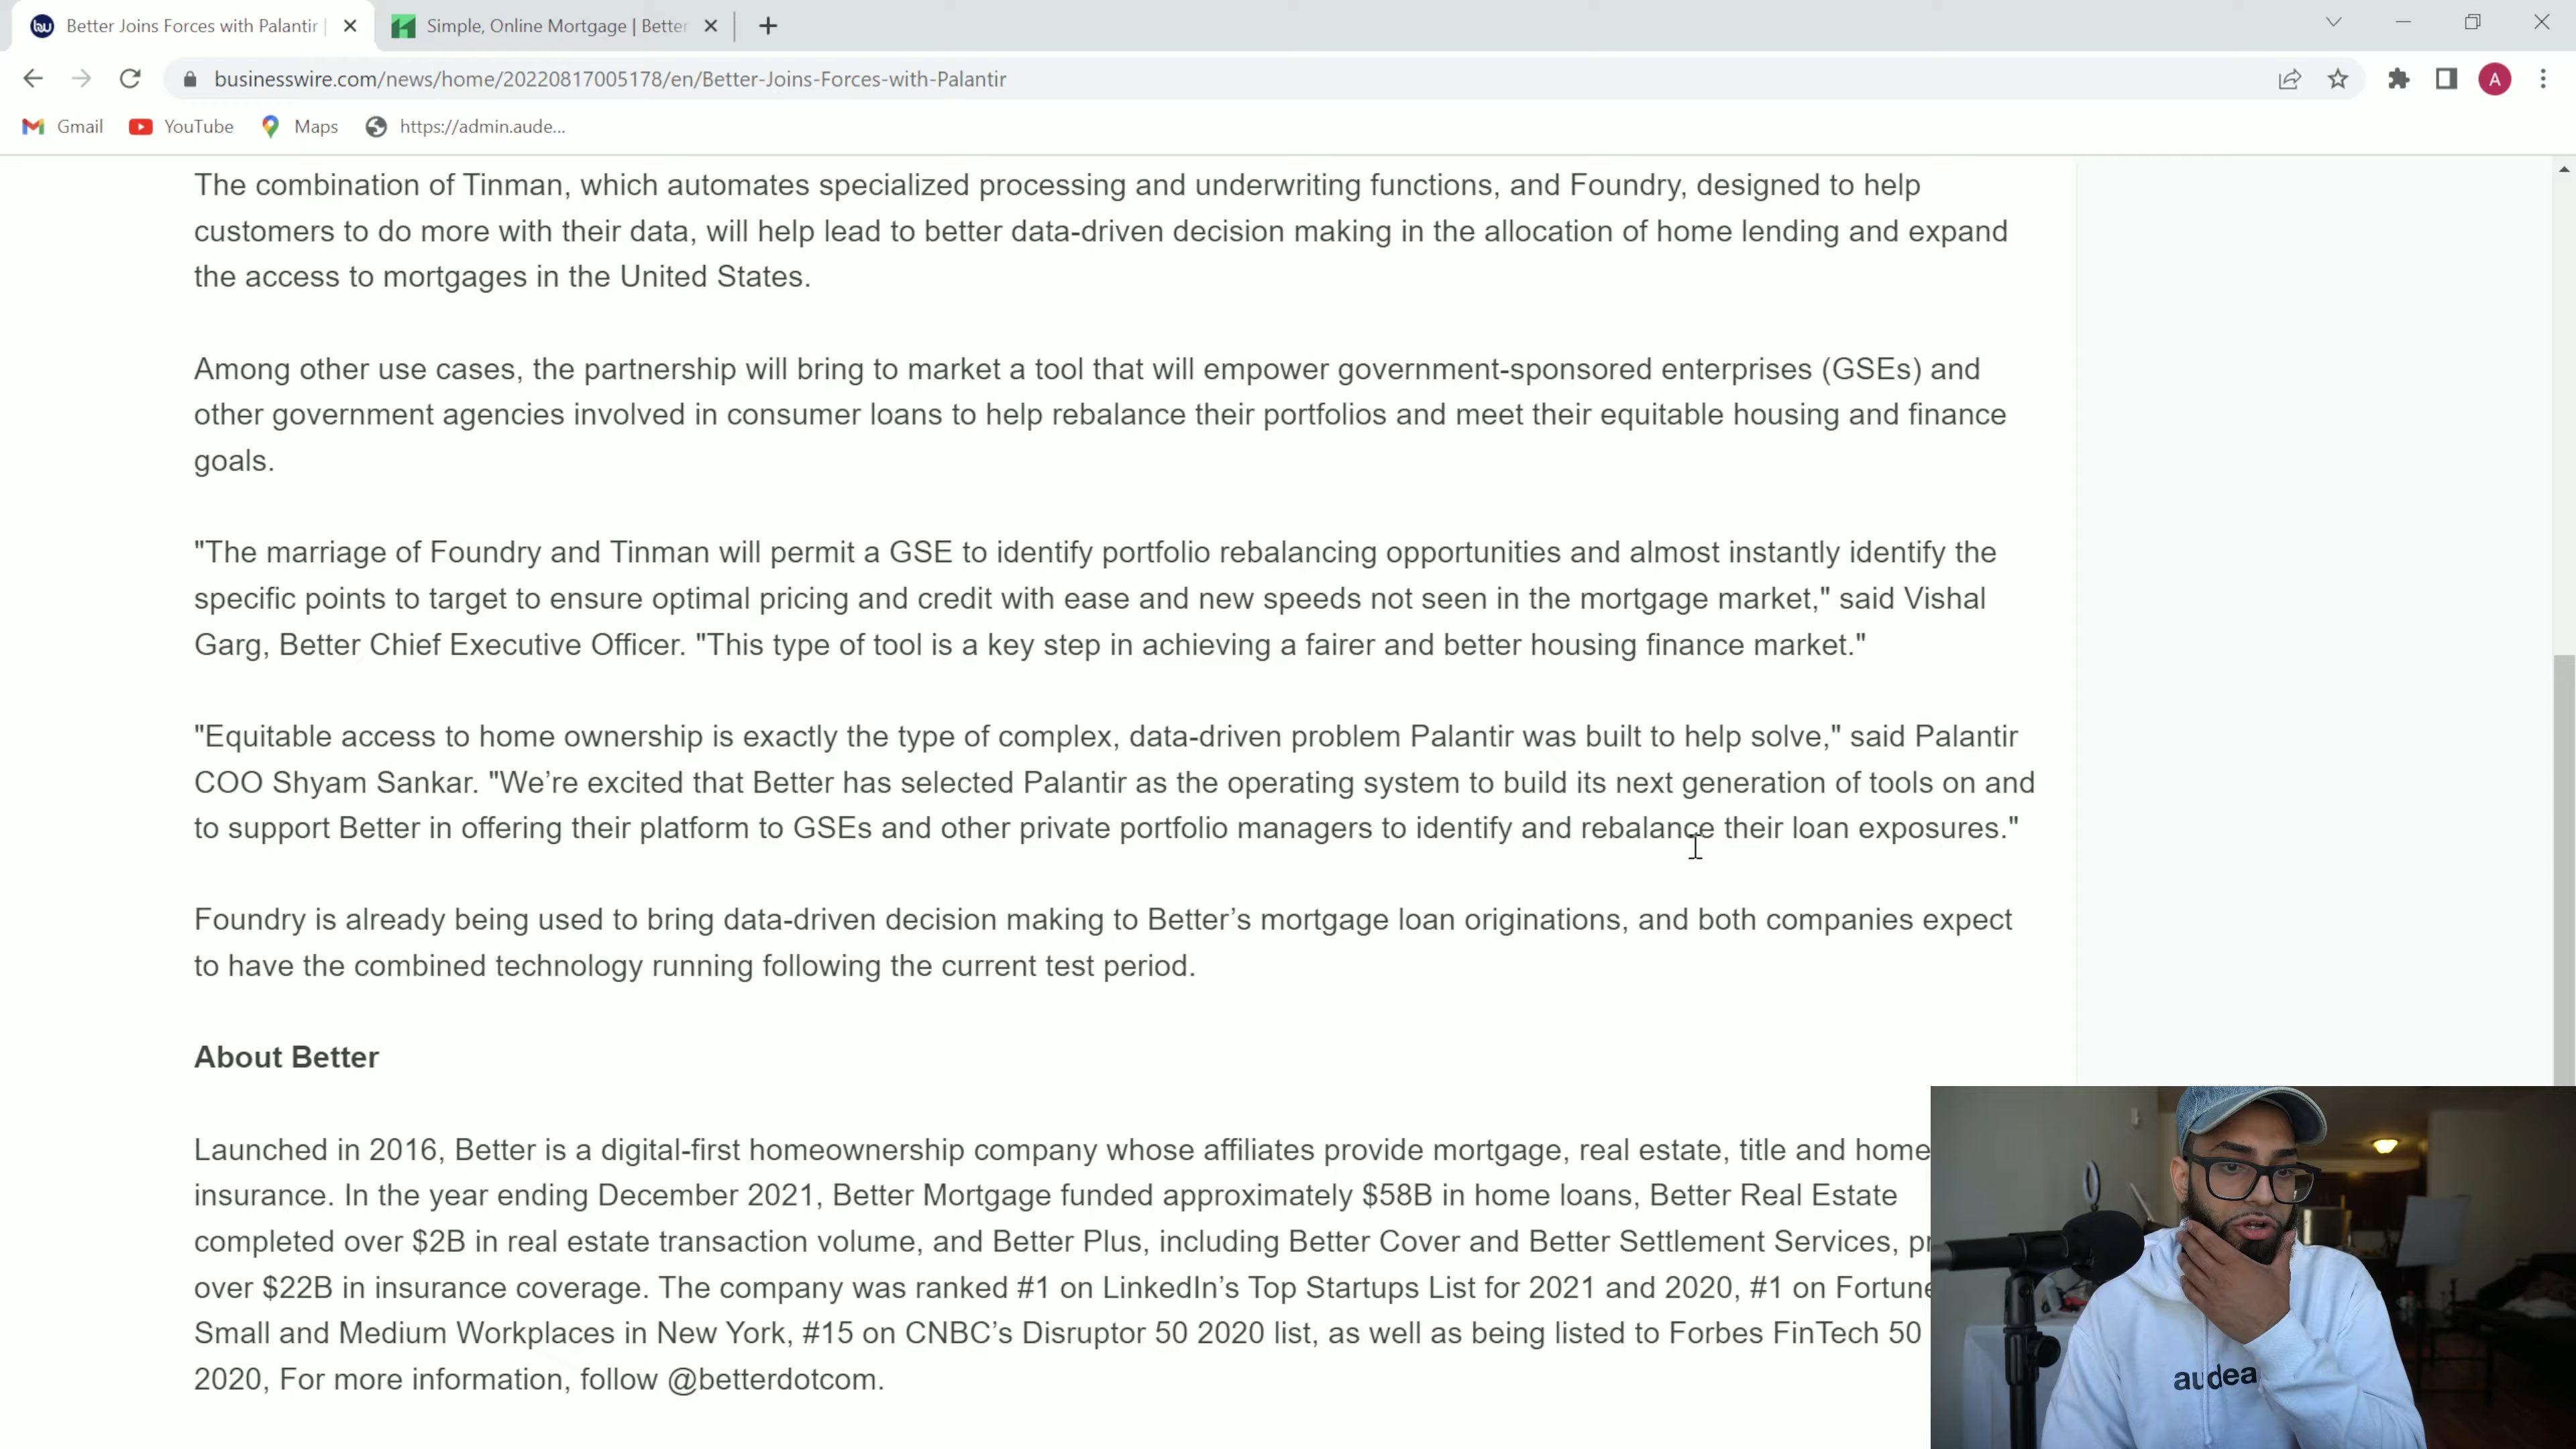 Better Joins Forces with Palantir |
Simple, Online Mortgage | Better
businesswire.com/news/home/20220817005178/en/Better-Joins-Forces-with-Palantir
A
Gmail
YouTube
Maps
https://admin.aude...
The combination of Tinman, which automates specialized processing and underwriting functions, and Foundry, designed to help
customers to do more with their data, will help lead to better data-driven decision making in the allocation of home lending and expand
the access to mortgages in the United States.
Among other use cases, the partnership will bring to market a tool that will empower government-sponsored enterprises (GSEs) and
other government agencies involved in consumer loans to help rebalance their portfolios and meet their equitable housing and finance
goals.
"The marriage of Foundry and Tinman will permit a GSE to identify portfolio rebalancing opportunities and almost instantly identify the
specific points to target to ensure optimal pricing and credit with ease and new speeds not seen in the mortgage market," said Vishal
Garg, Better Chief Executive Officer. "This type of tool is a key step in achieving a fairer and better housing finance market."
"Equitable access to home ownership is exactly the type of complex, data-driven problem Palantir was built to help solve," said Palantir
COO Shyam Sankar. "We’re excited that Better has selected Palantir as the operating system to build its next generation of tools on and
to support Better in offering their platform to GSEs and other private portfolio managers to identify and rebalance their loan exposures."
Foundry is already being used to bring data-driven decision making to Better’s mortgage loan originations, and both companies expect
to have the combined technology running following the current test period.
About Better
Launched in 2016, Better is a digital-first homeownership company whose affiliates provide mortgage, real estate, title and home
insurance. In the year ending December 2021, Better Mortgage funded approximately $58B in home loans, Better Real Estate
completed over $2B in real estate transaction volume, and Better Plus, including Better Cover and Better Settlement Services, pr
over $22B in insurance coverage. The company was ranked #1 on LinkedIn’s Top Startups List for 2021 and 2020, #1 on Fortune
Small and Medium Workplaces in New York, #15 on CNBC’s Disruptor 50 2020 list, as well as being listed to Forbes FinTech 50
2020, For more information, follow @betterdotcom.
audea